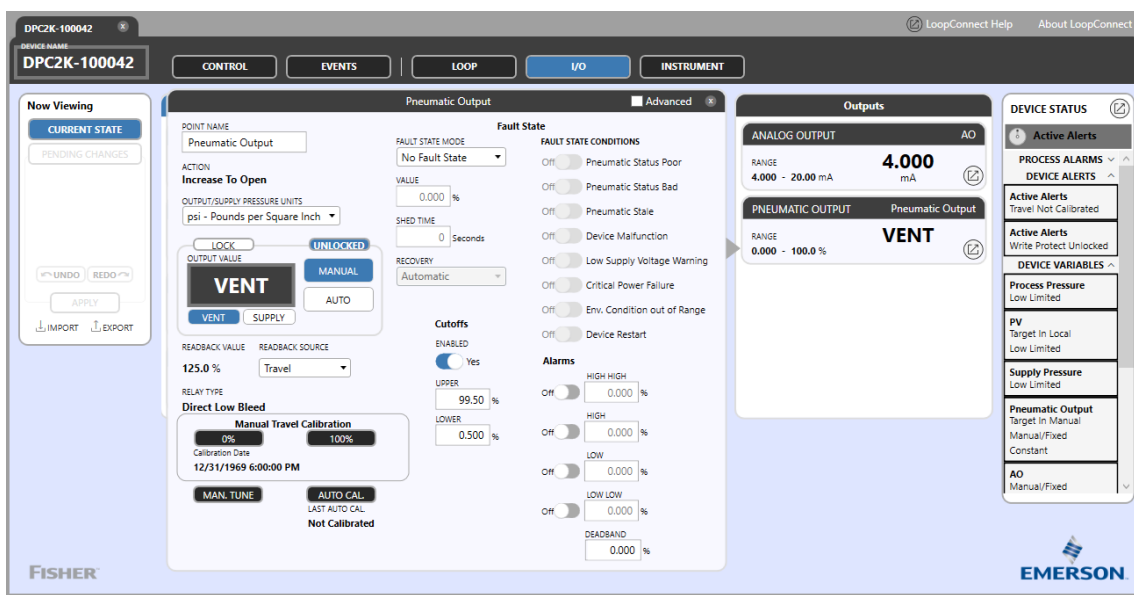 DPC2K-100042
LoopConnect Help
About LoopConnect
DEVICE NAME
DPC2K-100042
CONTROL
EVENTS
LOOP
I/O
INSTRUMENT
Now Viewing
CURRENT STATE
PENDING CHANGES
UNDO
REDO
APPLY
IMPORT
EXPORT
Pneumatic Output
Advanced
POINT NAME
Pneumatic Output
ACTION
Increase To Open
OUTPUT/SUPPLY PRESSURE UNITS
psi - Pounds per Square Inch
LOCK
UNLOCKED
OUTPUT VALUE
VENT
MANUAL
AUTO
VENT
SUPPLY
READBACK VALUE
READBACK SOURCE
125.0 %
Travel
RELAY TYPE
Direct Low Bleed
Manual Travel Calibration
0%
100%
Calibration Date
12/31/1969 6:00:00 PM
MAN. TUNE
AUTO CAL.
LAST AUTO CAL.
Not Calibrated
Fault State
FAULT STATE MODE
No Fault State
VALUE
0.000 %
SHED TIME
0 Seconds
RECOVERY
Automatic
Cutoffs
ENABLED
Yes
UPPER
99.50 %
LOWER
0.500 %
FAULT STATE CONDITIONS
Off Pneumatic Status Poor
Off Pneumatic Status Bad
Off Pneumatic Stale
Off Device Malfunction
Off Low Supply Voltage Warning
Off Critical Power Failure
Off Env. Condition out of Range
Off Device Restart
Alarms
HIGH HIGH
Off 0.000 %
HIGH
Off 0.000 %
LOW
Off 0.000 %
LOW LOW
Off 0.000 %
DEADBAND
0.000 %
Outputs
ANALOG OUTPUT AO
RANGE
4.000 - 20.00 mA
4.000
mA
PNEUMATIC OUTPUT Pneumatic Output
RANGE
0.000 - 100.0 %
VENT
DEVICE STATUS
Active Alerts
PROCESS ALARMS
DEVICE ALERTS
Active Alerts
Travel Not Calibrated
Active Alerts
Write Protect Unlocked
DEVICE VARIABLES
Process Pressure
Low Limited
PV
Target In Local
Low Limited
Supply Pressure
Low Limited
Pneumatic Output
Target In Manual
Manual/Fixed
Constant
AO
Manual/Fixed
FISHER
EMERSON.